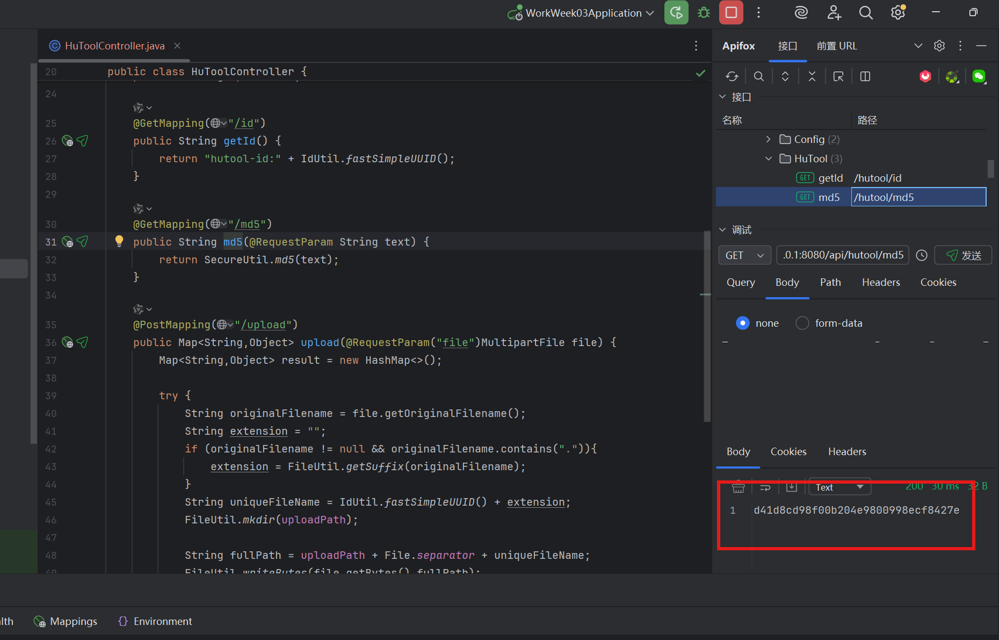 WorkWeek03Application
HuToolController.java
20 public class HuToolController {
24
25 @GetMapping("/id")
26 public String getId() {
27 return "hutool-id:" + IdUtil.fastSimpleUUID();
28 }
29
30 @GetMapping("/md5")
31 public String md5(@RequestParam String text) {
32 return SecureUtil.md5(text);
33 }
34
35 @PostMapping("/upload")
36 public Map<String,Object> upload(@RequestParam("file")MultipartFile file) {
37 Map<String,Object> result = new HashMap<>();
38
39 try {
40 String originalFilename = file.getOriginalFilename();
41 String extension = "";
42 if (originalFilename != null && originalFilename.contains(".")){
43 extension = FileUtil.getSuffix(originalFilename);
44 }
45 String uniqueFileName = IdUtil.fastSimpleUUID() + extension;
46 FileUtil.mkdir(uploadPath);
47
48 String fullPath = uploadPath + File.separator + uniqueFileName;
49 FileUtil.writeBytes(file.getBytes(),fullPath);
Apifox 接口 前置 URL
接口
名称 路径
Config (2)
HuTool (3)
GET getId /hutool/id
GET md5 /hutool/md5
调试
GET .0.1:8080/api/hutool/md5 发送
Query Body Path Headers Cookies
none form-data
Body Cookies Headers
Text 200 30 ms 32 B
1 d41d8cd98f00b204e9800998ecf8427e
lth Mappings {} Environment